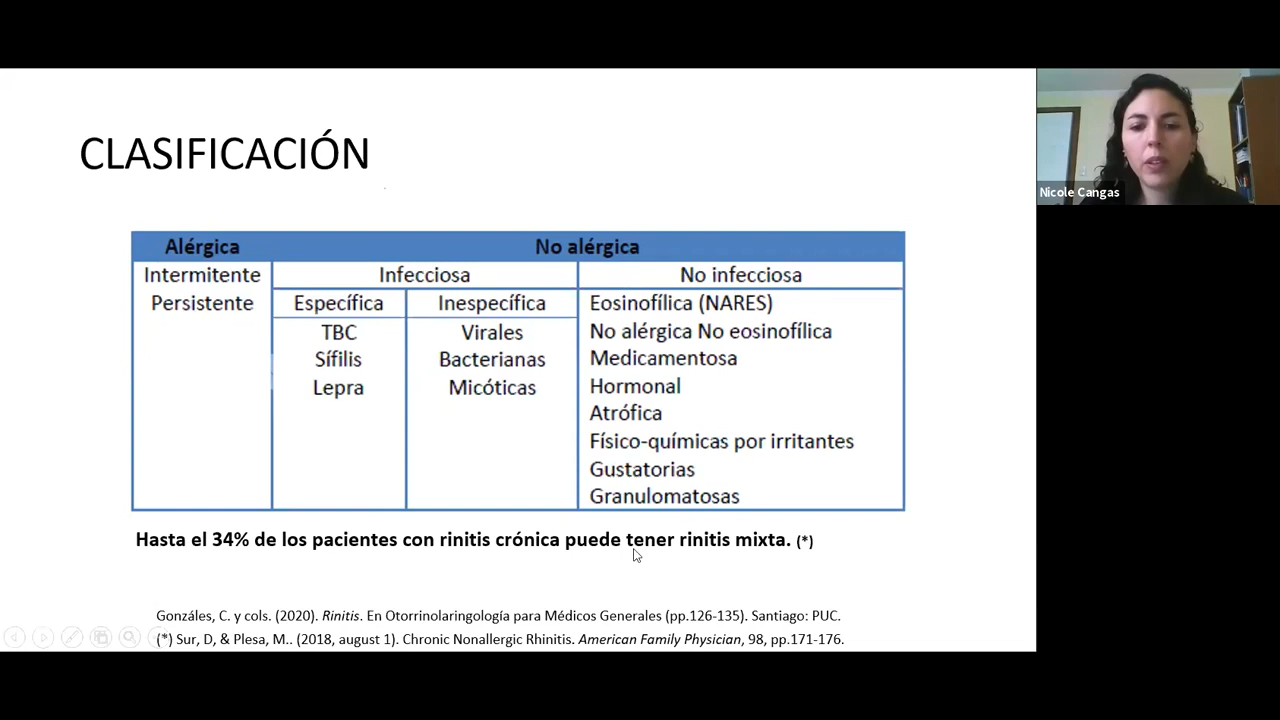 CLASIFICACIÓN
Nicole Cangas
Alérgica No alérgica
Intermitente Infecciosa No infecciosa
Persistente Específica Inespecífica Eosinofílica (NARES)
TBC Virales No alérgica No eosinofílica
Sífilis Bacterianas Medicamentosa
Lepra Micóticas Hormonal
Atrófica
Físico-químicas por irritantes
Gustatorias
Granulomatosas
Hasta el 34% de los pacientes con rinitis crónica puede tener rinitis mixta. (*)
Gonzáles, C. y cols. (2020). Rinitis. En Otorrinolaringología para Médicos Generales (pp.126-135). Santiago: PUC.
(*) Sur, D, & Plesa, M.. (2018, august 1). Chronic Nonallergic Rhinitis. American Family Physician, 98, pp.171-176.